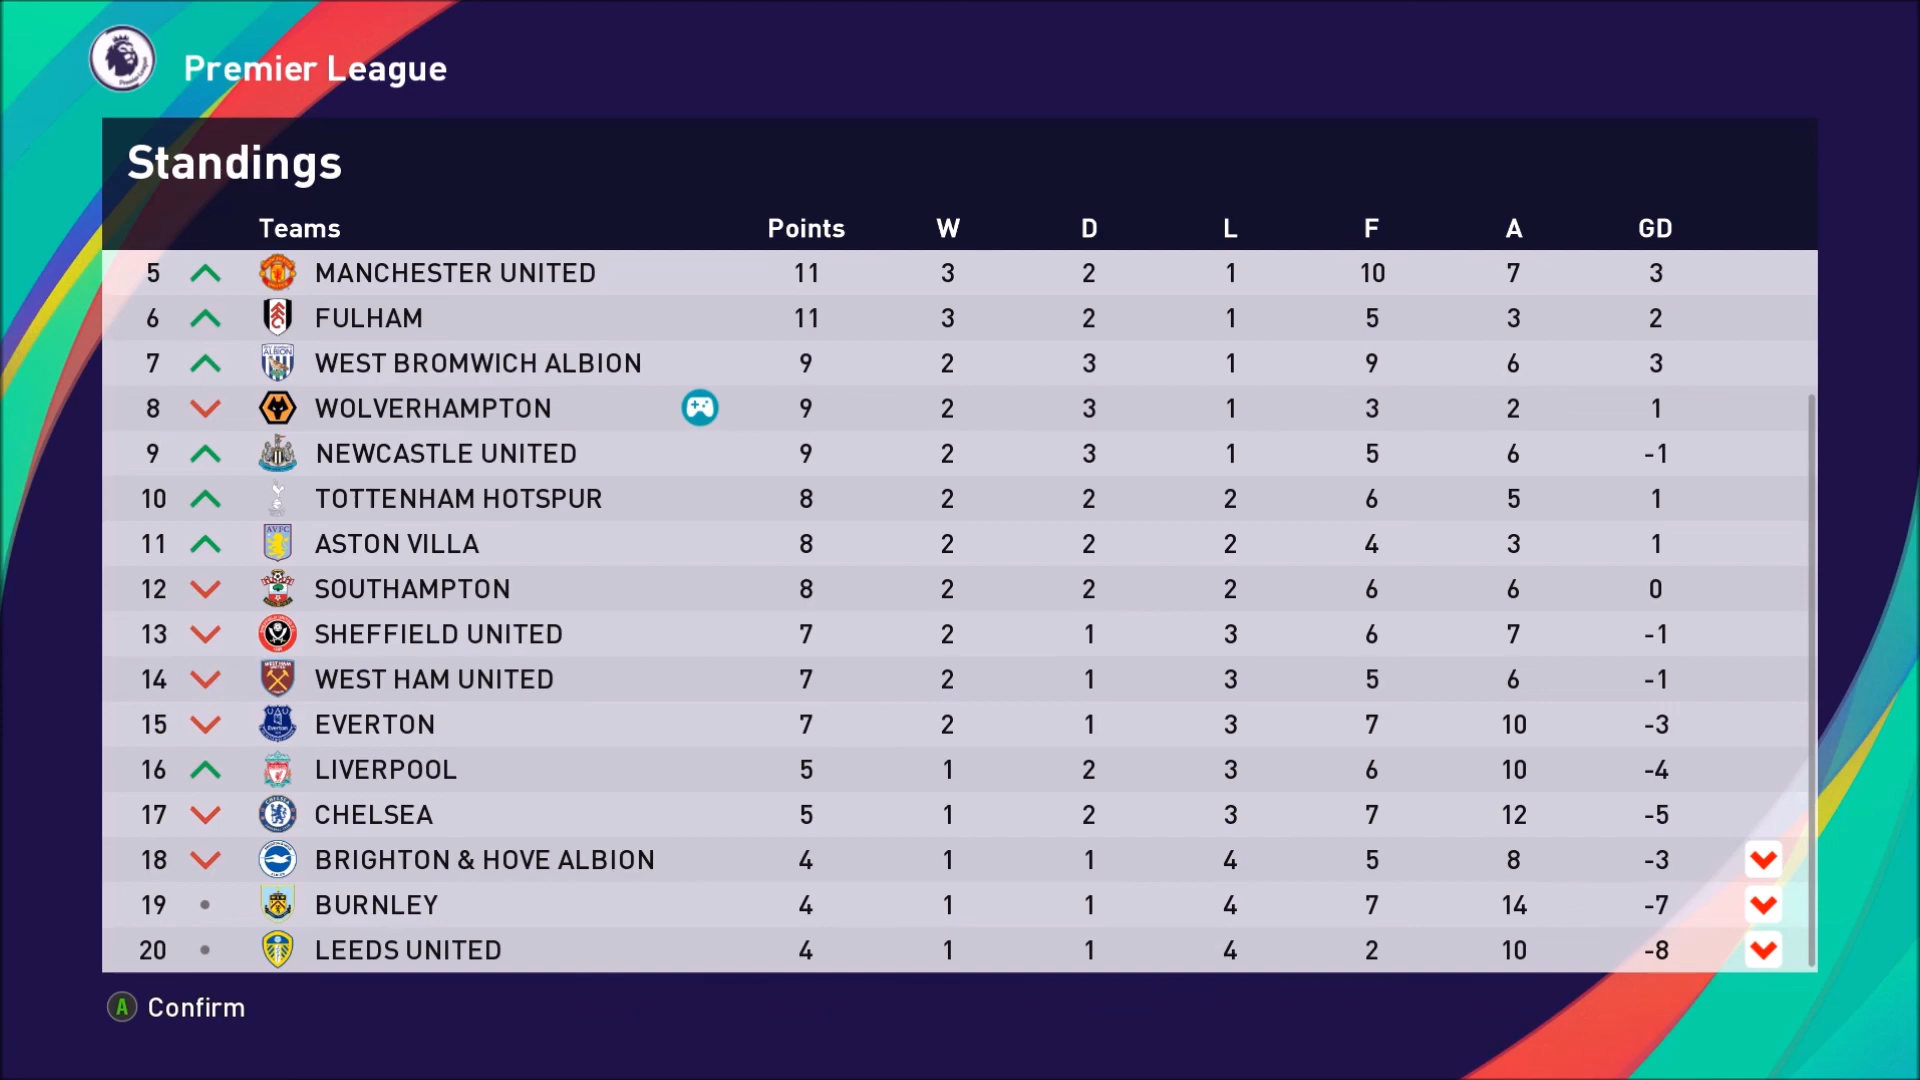 Premier League
Standings
Teams Points W D L F A GD
5 MANCHESTER UNITED 11 3 2 1 10 7 3
6 FULHAM 11 3 2 1 5 3 2
7 WEST BROMWICH ALBION 9 2 3 1 9 6 3
8 WOLVERHAMPTON 9 2 3 1 3 2 1
9 NEWCASTLE UNITED 9 2 3 1 5 6 -1
10 TOTTENHAM HOTSPUR 8 2 2 2 6 5 1
11 ASTON VILLA 8 2 2 2 4 3 1
12 SOUTHAMPTON 8 2 2 2 6 6 0
13 SHEFFIELD UNITED 7 2 1 3 6 7 -1
14 WEST HAM UNITED 7 2 1 3 5 6 -1
15 EVERTON 7 2 1 3 7 10 -3
16 LIVERPOOL 5 1 2 3 6 10 -4
17 CHELSEA 5 1 2 3 7 12 -5
18 BRIGHTON & HOVE ALBION 4 1 1 4 5 8 -3
19 BURNLEY 4 1 1 4 7 14 -7
20 LEEDS UNITED 4 1 1 4 2 10 -8
A Confirm